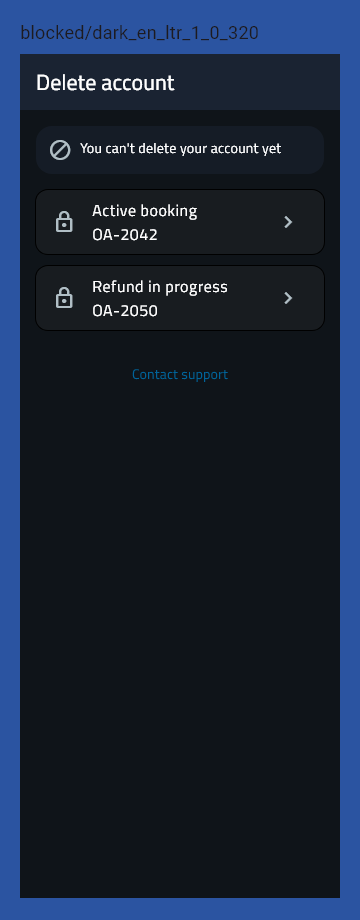 blocked/dark_en_ltr_1_0_320
Delete account
You can't delete your account yet
Active booking
OA-2042
Refund in progress
OA-2050
Contact support